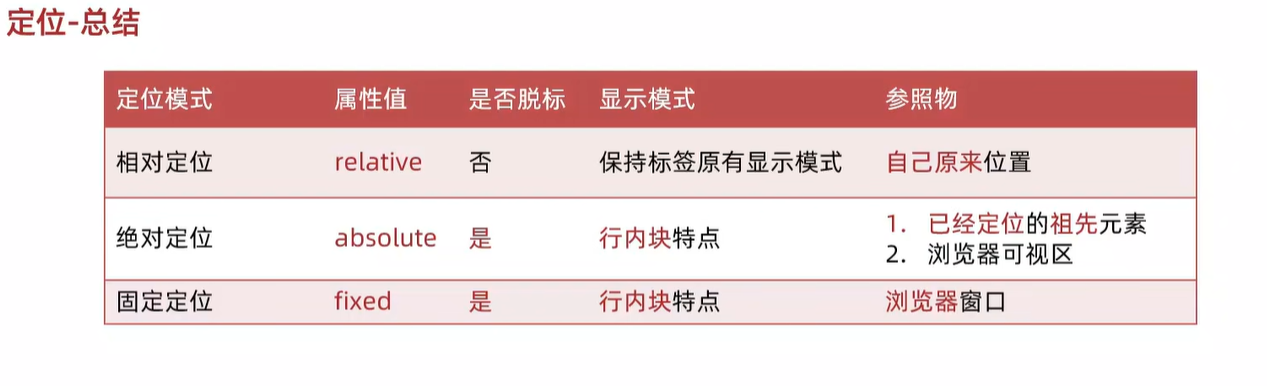 定位-总结
定位模式 属性值 是否脱标 显示模式 参照物
相对定位 relative 否 保持标签原有显示模式 自己原来位置
绝对定位 absolute 是 行内块特点 1. 已经定位的祖先元素
2. 浏览器可视区
固定定位 fixed 是 行内块特点 浏览器窗口